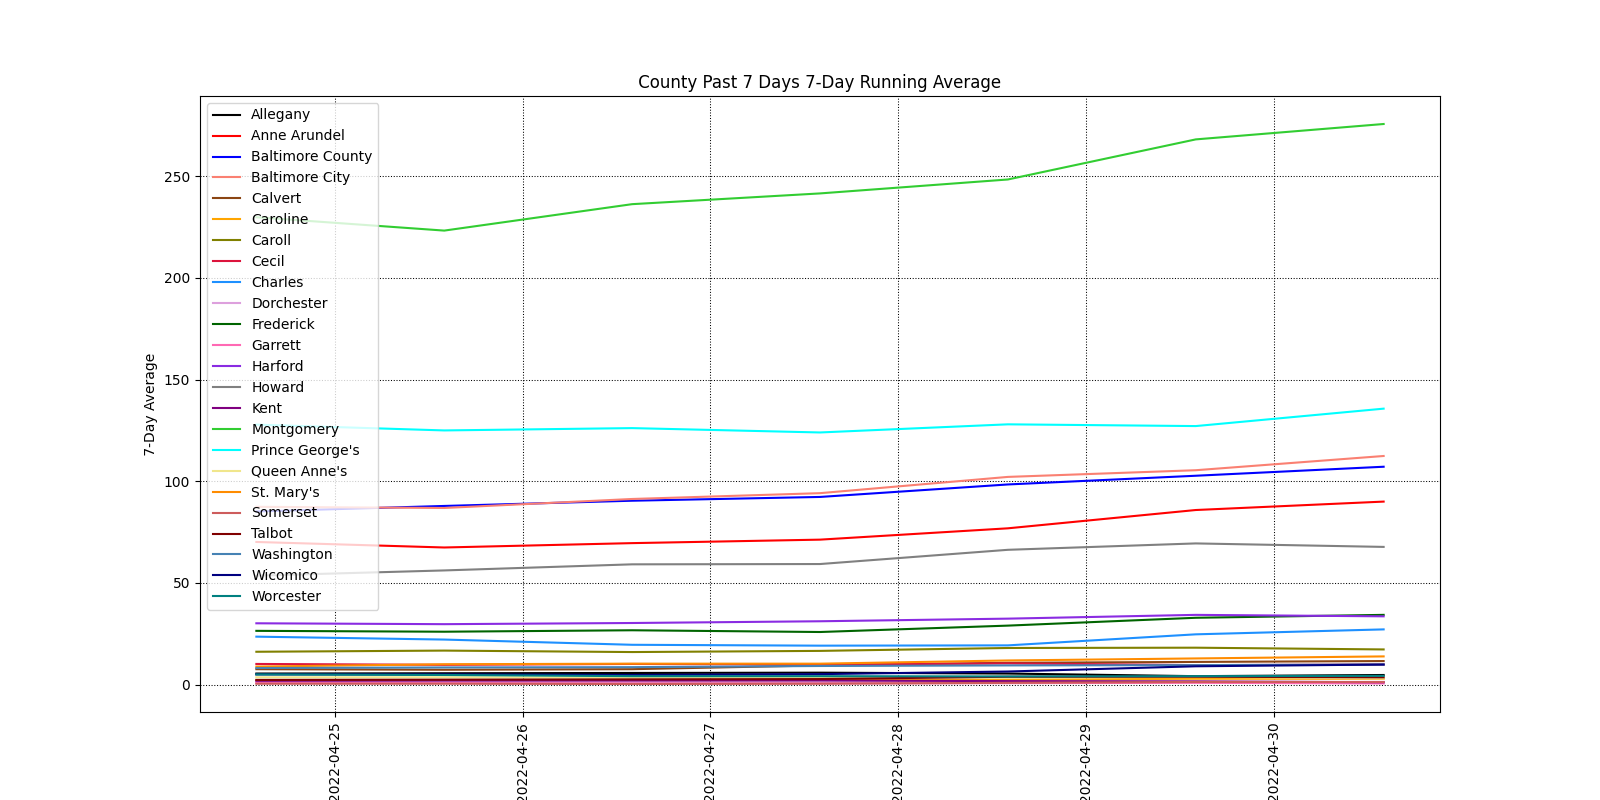 County Past 7 Days 7-Day Running Average
7-Day Average
250
200
150
100
50
0
Allegany
Anne Arundel
Baltimore County
Baltimore City
Calvert
Caroline
Caroll
Cecil
Charles
Dorchester
Frederick
Garrett
Harford
Howard
Kent
Montgomery
Prince George's
Queen Anne's
St. Mary's
Somerset
Talbot
Washington
Wicomico
Worcester
2022-04-25
2022-04-26
2022-04-27
2022-04-28
2022-04-29
2022-04-30